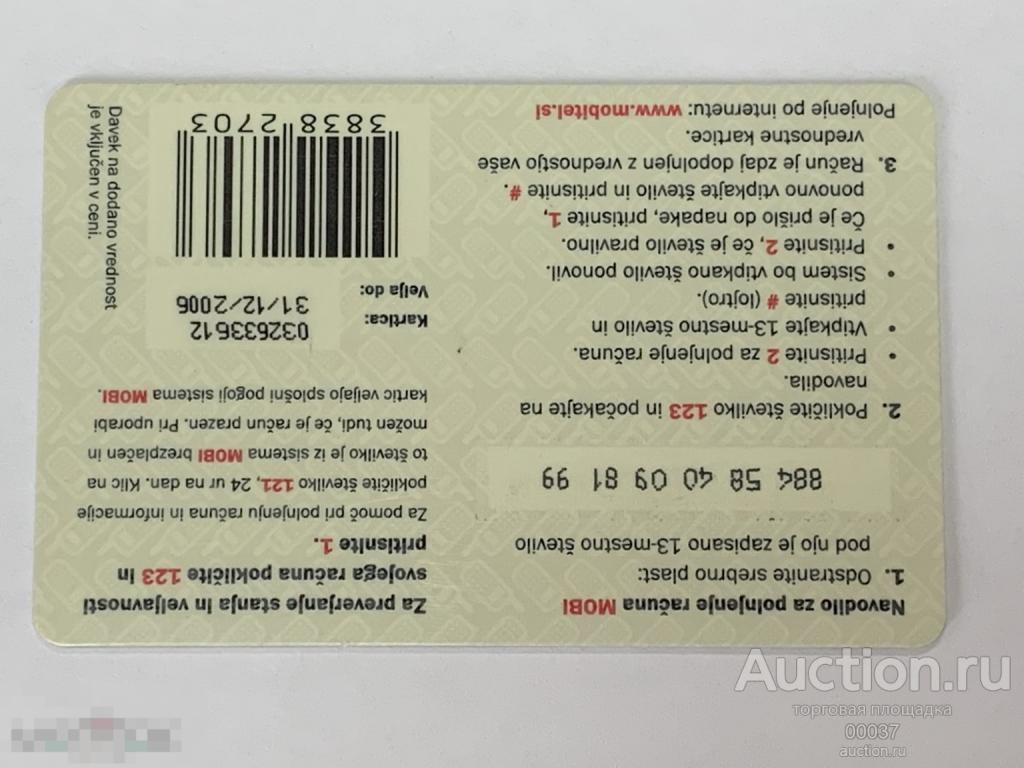 Navodilo za polnjenje računa MOBI
1. Odstranite srebrno plast:
pod njo je zapisano 13-mestno število
884 58 40 09 81 99
2. Pokličite številko 123 in počakajte na
navodila.
• Pritisnite 2 za polnjenje računa.
• Vtipkajte 13-mestno število in
pritisnite # (lojtro).
• Sistem bo vtipkano število ponovil.
• Pritisnite 2, če je število pravilno.
Če je prišlo do napake, pritisnite 1,
ponovno vtipkajte število in pritisnite #.
3. Račun je zdaj dopolnjen z vrednostjo vaše
vrednostne kartice.
Polnjenje po internetu: www.mobitel.si
Za preverjanje stanja in veljavnosti
svojega računa pokličite 123 in
pritisnite 1.
Za pomoč pri polnjenju računa in informacije
pokličite številko 121, 24 ur na dan. Klic na
to številko je iz sistema MOBI brezplačen in
možen tudi, če je račun prazen. Pri uporabi
kartic veljajo splošni pogoji sistema MOBI.
Kartica: 032633612
Velja do: 31/12/2006
3838 2703
Davek na dodano vrednost
je vključen v ceni.
Auction.ru
торговая площадка
00037
auction.ru